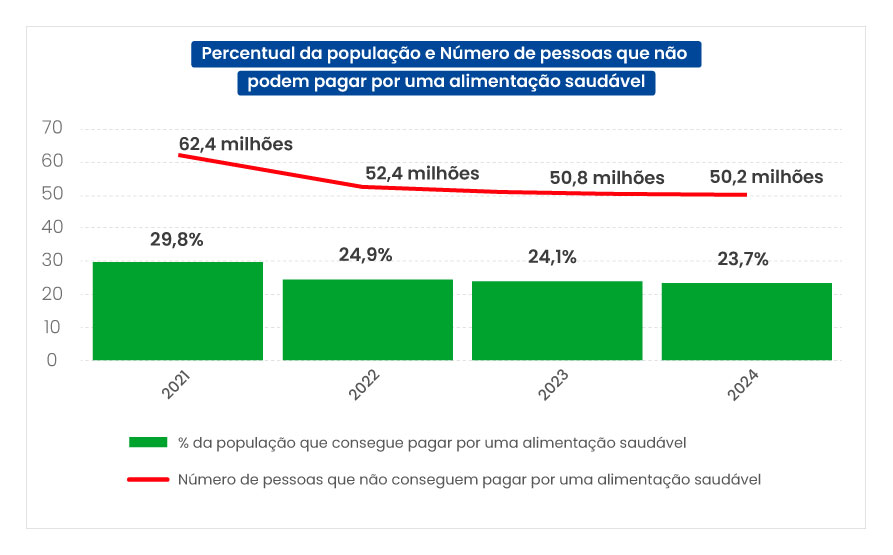 Percentual da população e Número de pessoas que não
podem pagar por uma alimentação saudável
70
60
50
40
30
20
10
0
62,4 milhões
52,4 milhões
50,8 milhões
50,2 milhões
29,8%
24,9%
24,1%
23,7%
2021
2022
2023
2024
% da população que consegue pagar por uma alimentação saudável
Número de pessoas que não conseguem pagar por uma alimentação saudável